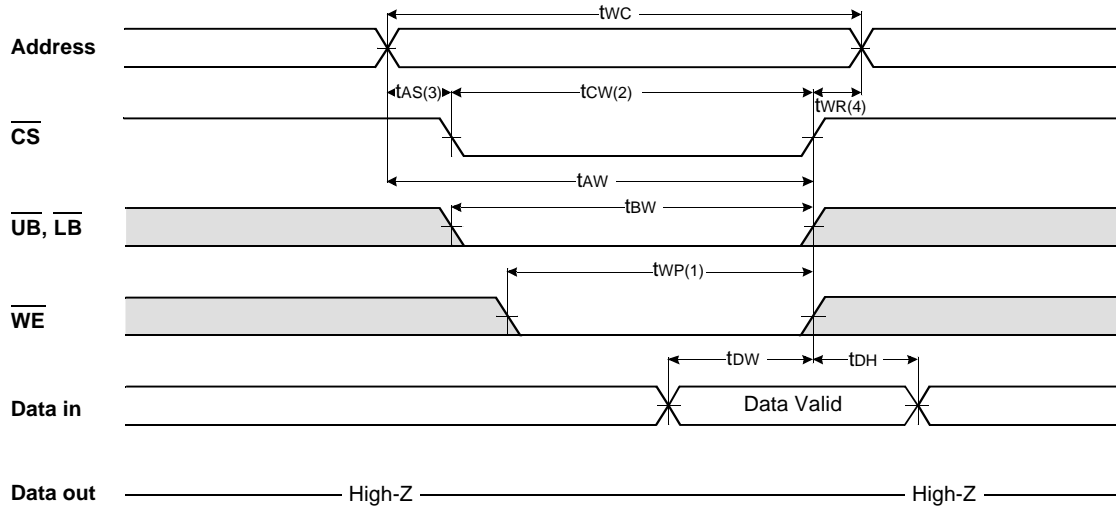 tWC
Address
tAS(3) tCW(2) tWR(4)
CS
tAW
UB, LB
tBW
tWP(1)
WE
tDW tDH
Data in Data Valid
Data out High-Z High-Z